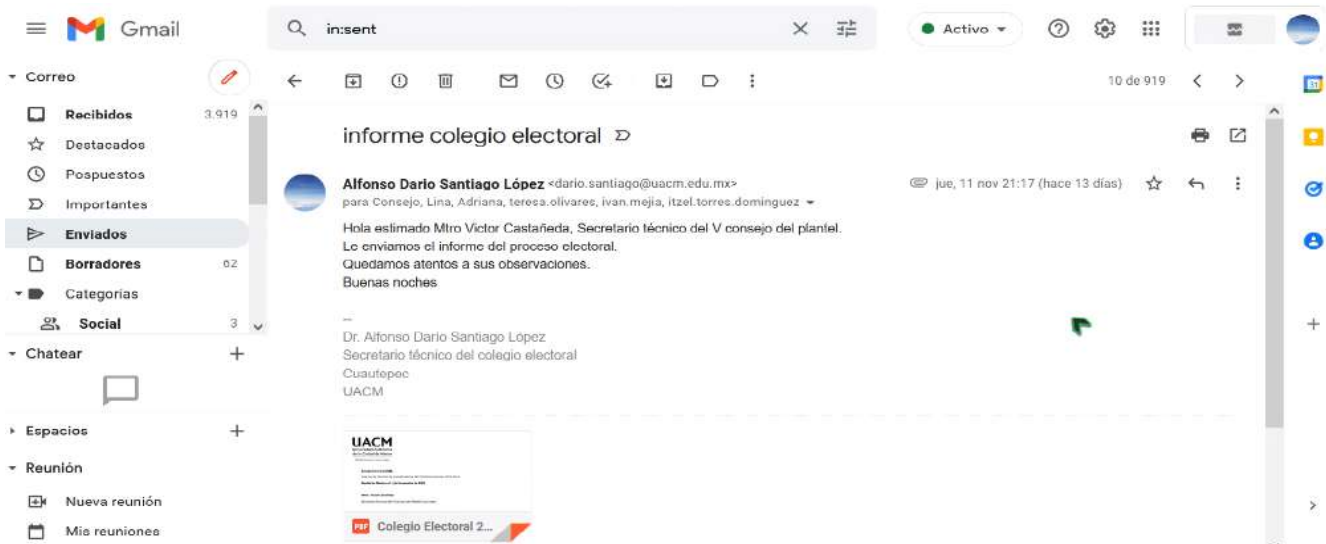 Gmail
in:sent
Activo
Correo
10 de 919
Recibidos 3.919
Destacados
Pospuestos
Importantes
Enviados
Borradores 62
Categorías
Social 3
Chatear
Espacios
Reunión
Nueva reunión
Mis reuniones
informe colegio electoral
Alfonso Dario Santiago López <dario.santiago@uacm.edu.mx>
jue, 11 nov 21:17 (hace 13 días)
para Consejo, Lina, Adriana, teresa.olivares, ivan.mejia, itzel.torres.dominguez
Hola estimado Mtro Victor Castañeda, Secretario técnico del V consejo del plantel.
Le enviamos el informe del proceso electoral.
Quedamos atentos a sus observaciones.
Buenas noches
--
Dr. Alfonso Dario Santiago López
Secretario técnico del colegio electoral
Cuautepec
UACM
UACM
PDF Colegio Electoral 2...
31